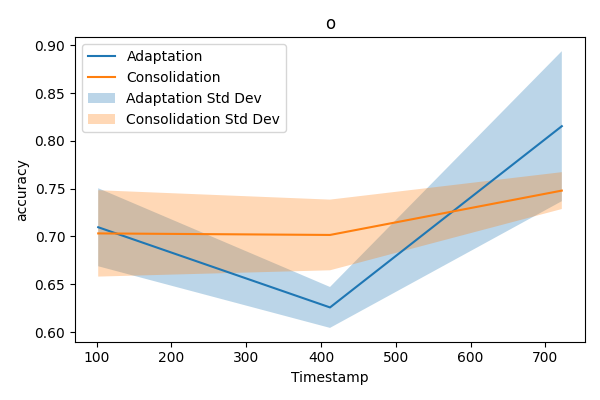 o
Adaptation
Consolidation
Adaptation Std Dev
Consolidation Std Dev
accuracy
0.90
0.85
0.80
0.75
0.70
0.65
0.60
100 200 300 400 500 600 700
Timestamp